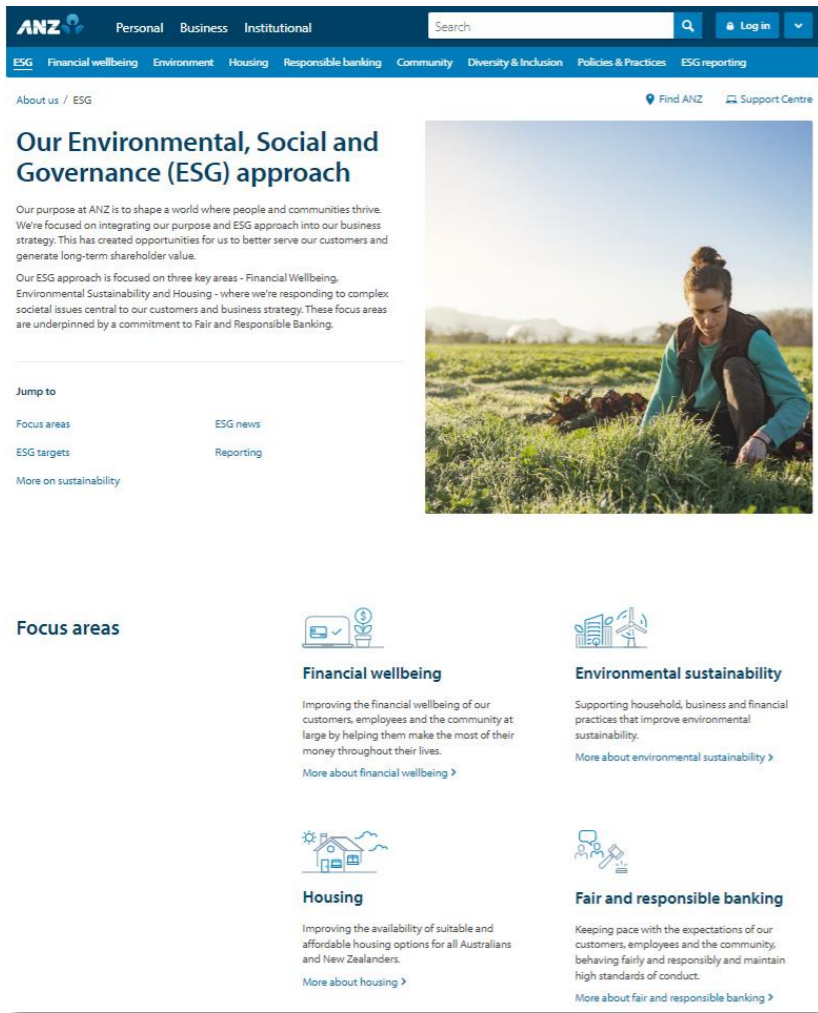 ANZ Personal Business Institutional Search Log in
ESG Financial wellbeing Environment Housing Responsible banking Community Diversity & Inclusion Policies & Practices ESG reporting
About us / ESG
Find ANZ Support Centre
Our Environmental, Social and
Governance (ESG) approach
Our purpose at ANZ is to shape a world where people and communities thrive.
We're focused on integrating our purpose and ESG approach into our business
strategy. This has created opportunities for us to better serve our customers and
generate long-term shareholder value.
Our ESG approach is focused on three key areas - Financial Wellbeing,
Environmental Sustainability and Housing - where we're responding to complex
societal issues central to our customers and business strategy. These focus areas
are underpinned by a commitment to Fair and Responsible Banking.
Jump to
Focus areas ESG news
ESG targets Reporting
More on sustainability
Focus areas
Financial wellbeing
Improving the financial wellbeing of our
customers, employees and the community at
large by helping them make the most of their
money throughout their lives.
More about financial wellbeing >
Environmental sustainability
Supporting household, business and financial
practices that improve environmental
sustainability.
More about environmental sustainability >
Housing
Improving the availability of suitable and
affordable housing options for all Australians
and New Zealanders.
More about housing >
Fair and responsible banking
Keeping pace with the expectations of our
customers, employees and the community,
behaving fairly and responsibly and maintain
high standards of conduct.
More about fair and responsible banking >